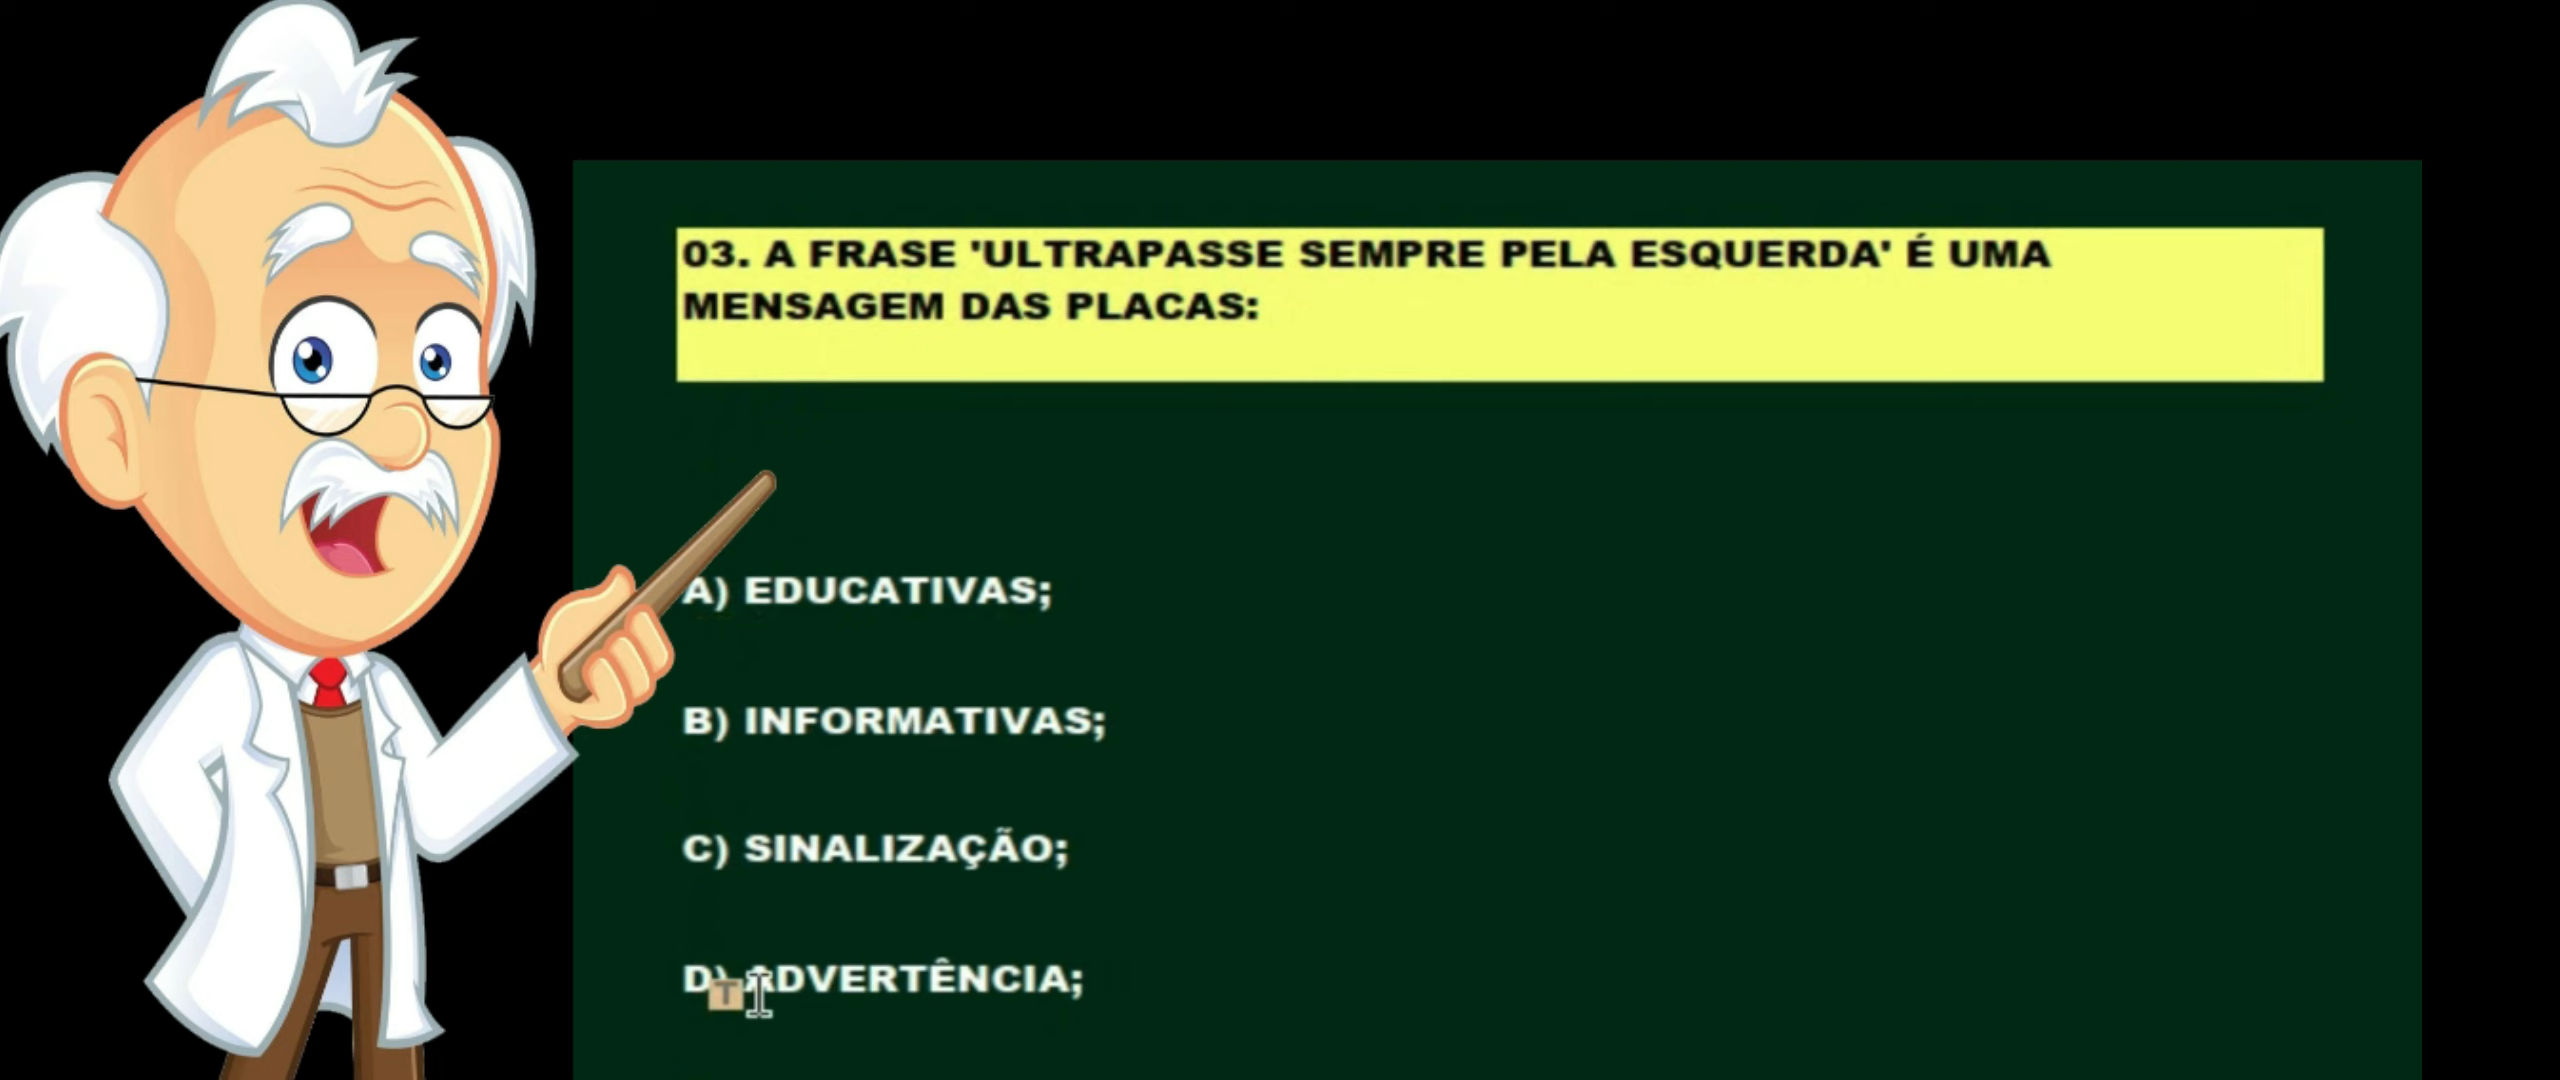 03. A FRASE 'ULTRAPASSE SEMPRE PELA ESQUERDA' É UMA
MENSAGEM DAS PLACAS:
A) EDUCATIVAS;
B) INFORMATIVAS;
C) SINALIZAÇÃO;
D) ADVERTÊNCIA;